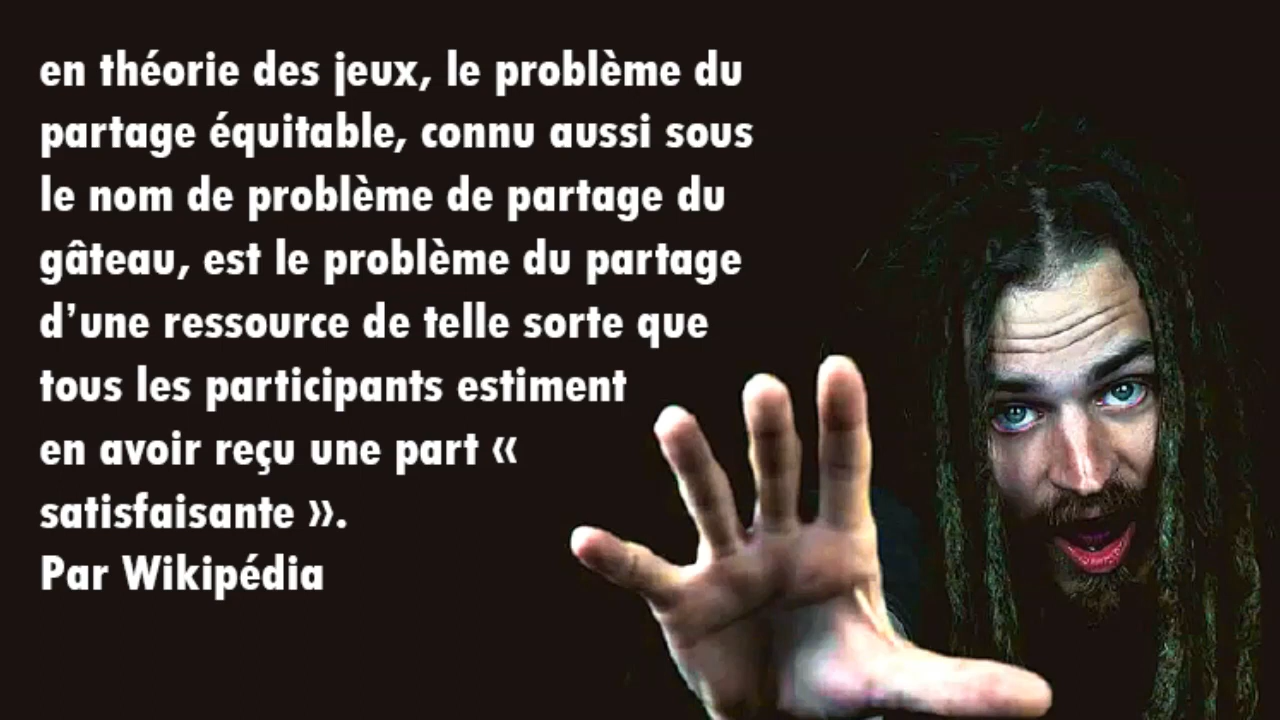 en théorie des jeux, le problème du
partage équitable, connu aussi sous
le nom de problème de partage du
gâteau, est le problème du partage
d’une ressource de telle sorte que
tous les participants estiment
en avoir reçu une part «
satisfaisante ».
Par Wikipédia